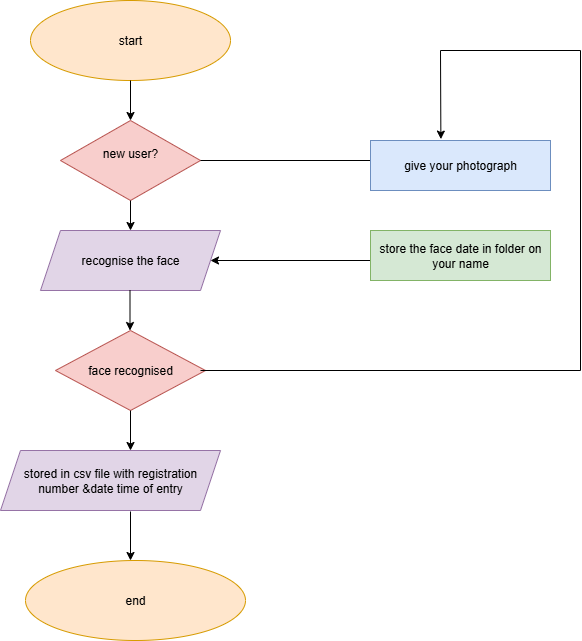 start
new user?
give your photograph
recognise the face
store the face date in folder on
your name
face recognised
stored in csv file with registration
number &date time of entry
end